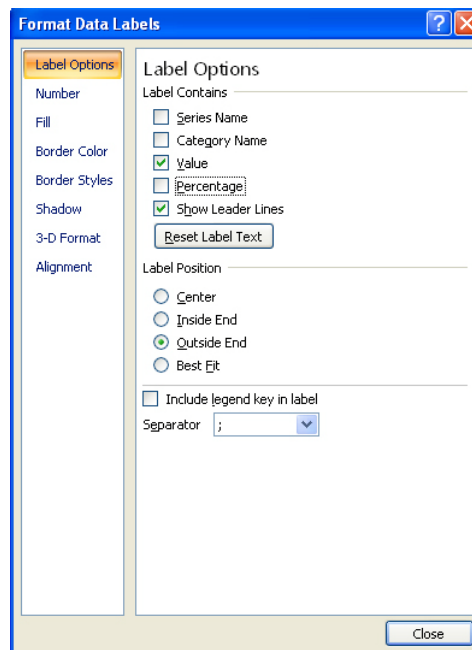 Format Data Labels
Label Options
Number
Fill
Border Color
Border Styles
Shadow
3-D Format
Alignment
Label Options
Label Contains
Series Name
Category Name
Value
Percentage
Show Leader Lines
Reset Label Text
Label Position
Center
Inside End
Outside End
Best Fit
Include legend key in label
Separator ;
Close